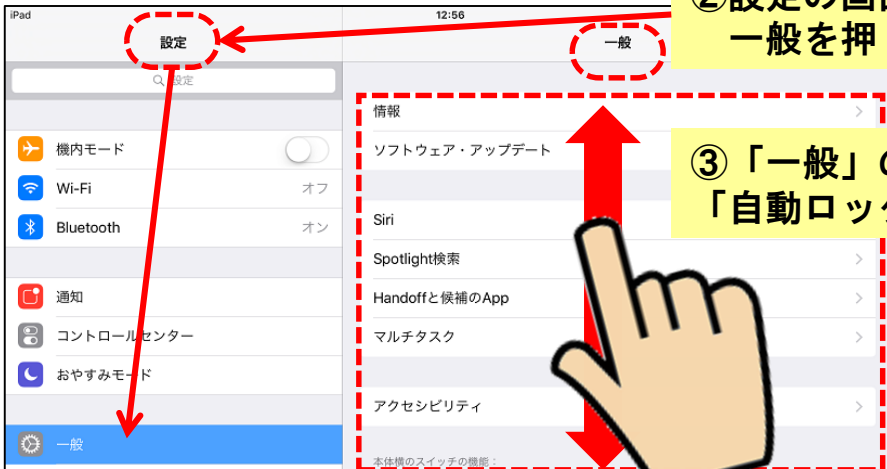 iPad
12:56
②設定の画面
一般を押
設定
一般
設定
機内モード
Wi-Fi
オフ
Bluetooth
オン
通知
コントロールセンター
おやすみモード
一般
情報
ソフトウェア・アップデート
③「一般」の
「自動ロック
Siri
Spotlight検索
Handoffと候補のApp
マルチタスク
アクセシビリティ
本体横のスイッチの機能：